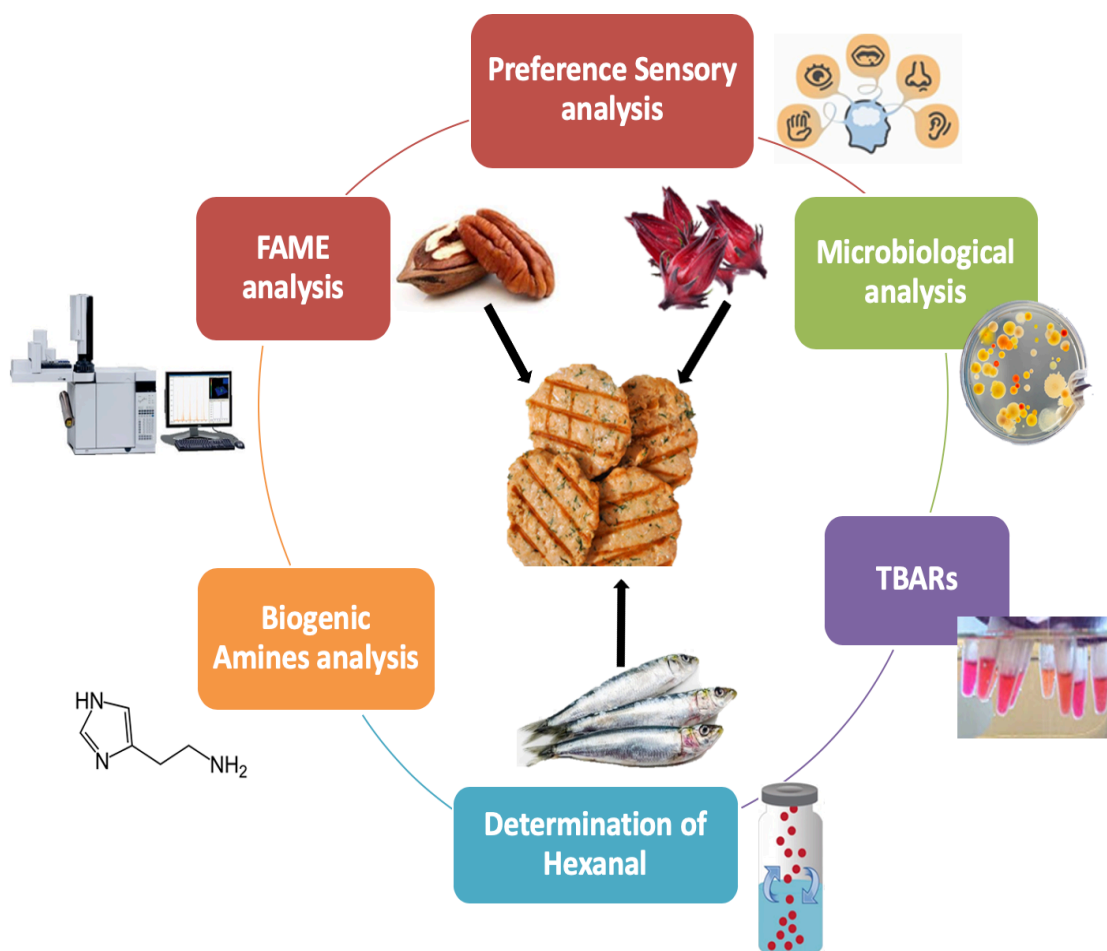 Preference Sensory
analysis
FAME
analysis
Microbiological
analysis
TBARs
Biogenic
Amines analysis
HN
N
NH₂
Determination of
Hexanal